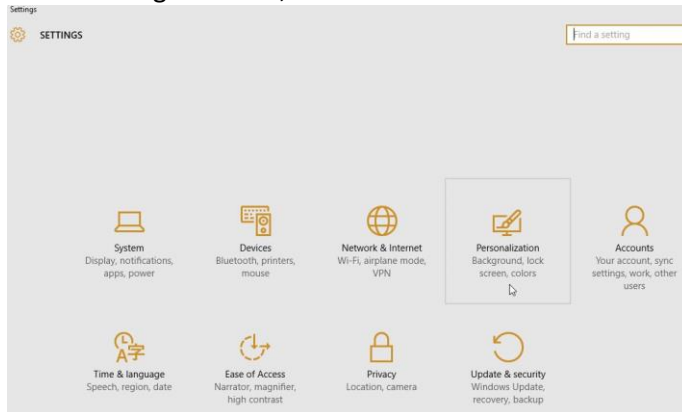 Settings
SETTINGS
Find a setting
System
Display, notifications,
apps, power
Devices
Bluetooth, printers,
mouse
Network & Internet
Wi-Fi, airplane mode,
VPN
Personalization
Background, lock
screen, colors
Accounts
Your account, sync
settings, work, other
users
Time & language
Speech, region, date
Ease of Access
Narrator, magnifier,
high contrast
Privacy
Location, camera
Update & security
Windows Update,
recovery, backup